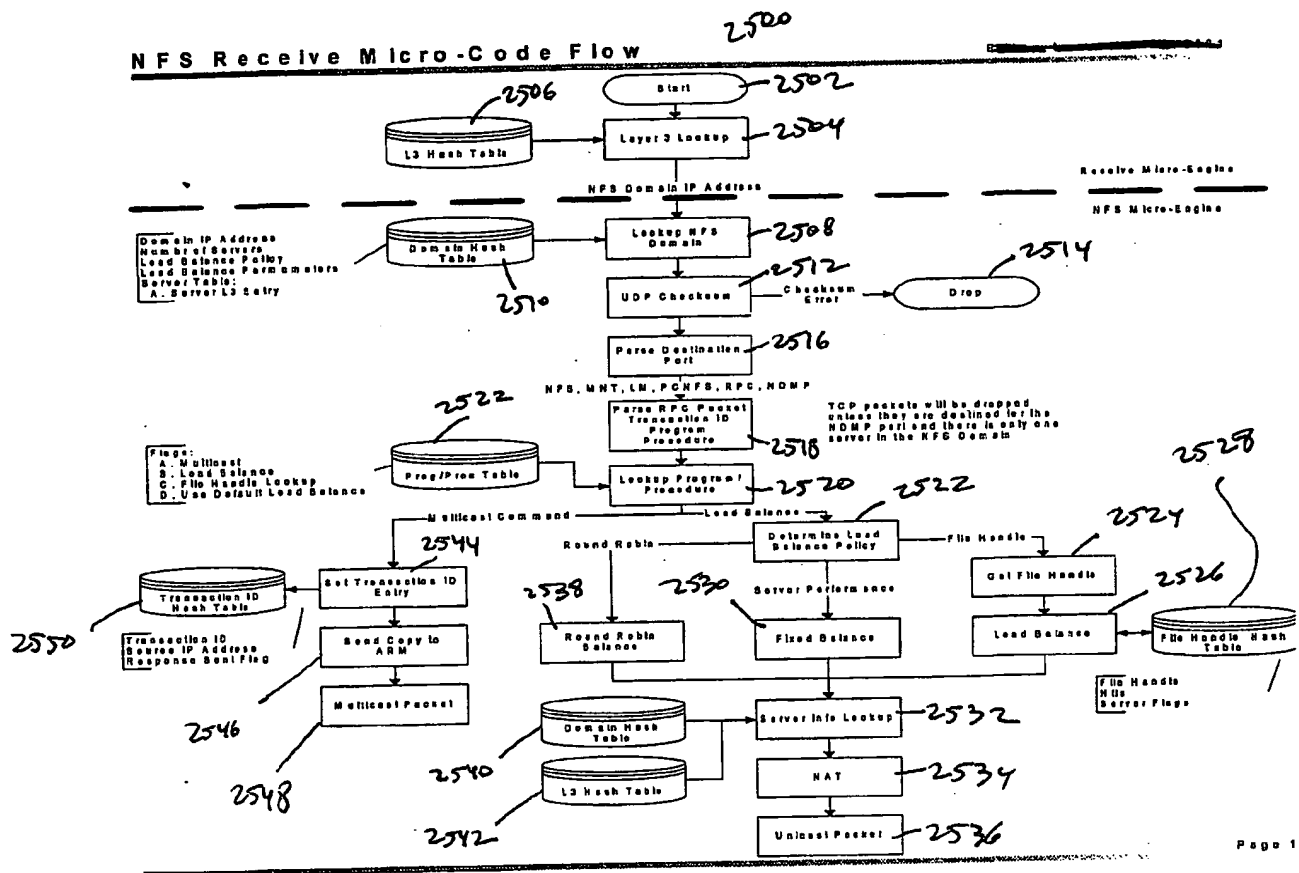 2500
NFS Receive Micro-Code Flow
Start
2502
2506
L3 Hash Table
Layer 3 Lookup
2504
Receive Micro-Engine
NFS Domain IP Address
NFS Micro-Engine
Domain IP Address
Number of Servers
Load Balance Policy
Load Balance Parmameters
Server Table:
A. Server L3 Entry
Domain Hash
Table
2510
Lookup NFS
Domain
2508
2512
UDP Checksum
Checksum
Error
2514
Drop
Parse Destination
Port
2516
NFS, MNT, LM, PCNFS, RPC, NDMP
Parse RPC Packet
Transaction ID
Program
Procedure
2518
TCP packets will be dropped
unless they are destined for the
NDMP port and there is only one
server in the NFS Domain
2522
Flags:
A. Multicast
B. Load Balance
C. File Handle Lookup
D. Use Default Load Balance
Prog/Proc Table
Lookup Program/
Procedure
2520
2528
Multicast Command
Load Balance
2522
Determine Load
Balance Policy
Round Robin
File Handle
2524
Get File Handle
2544
Set Transaction ID
Entry
Transaction ID
Hash Table
2550
Transaction ID
Source IP Address
Response Sent Flag
Server Performance
2538
Round Robin
Balance
2530
Fixed Balance
2526
Load Balance
File Handle Hash
Table
File Handle
Hits
Server Flags
Send Copy to
ARM
2546
Multicast Packet
2548
Domain Hash
Table
2540
L3 Hash Table
2542
Server Info Lookup
2532
NAT
2534
Unicast Packet
2536
Page 1